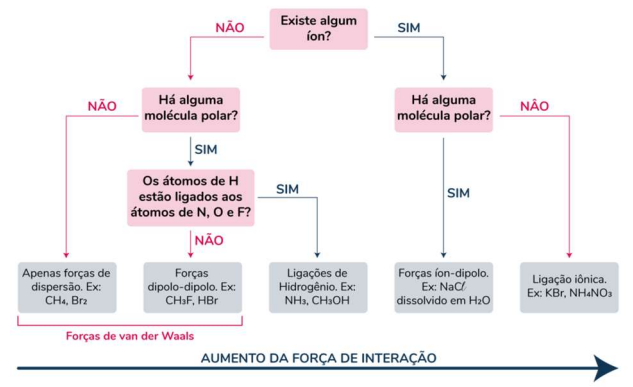 Existe algum
íon?
NÃO
SIM
Há alguma
molécula polar?
Há alguma
molécula polar?
NÃO
NÃO
SIM
Os átomos de H
estão ligados aos
átomos de N, O e F?
SIM
SIM
NÃO
Apenas forças de
dispersão. Ex:
CH₄, Br₂
Forças
dipolo-dipolo. Ex:
CH₃F, HBr
Ligações de
Hidrogênio. Ex:
NH₃, CH₃OH
Forças íon-dipolo.
Ex: NaCℓ
dissolvido em H₂O
Ligação iônica.
Ex: KBr, NH₄NO₃
Forças de van der Waals
AUMENTO DA FORÇA DE INTERAÇÃO